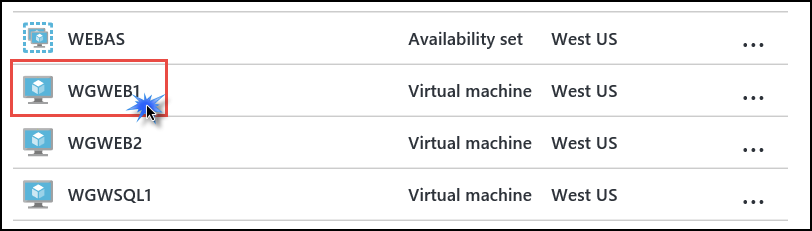 WEBAS Availability set West US ...
WGWEB1 Virtual machine West US ...
WGWEB2 Virtual machine West US ...
WGWSQL1 Virtual machine West US ...